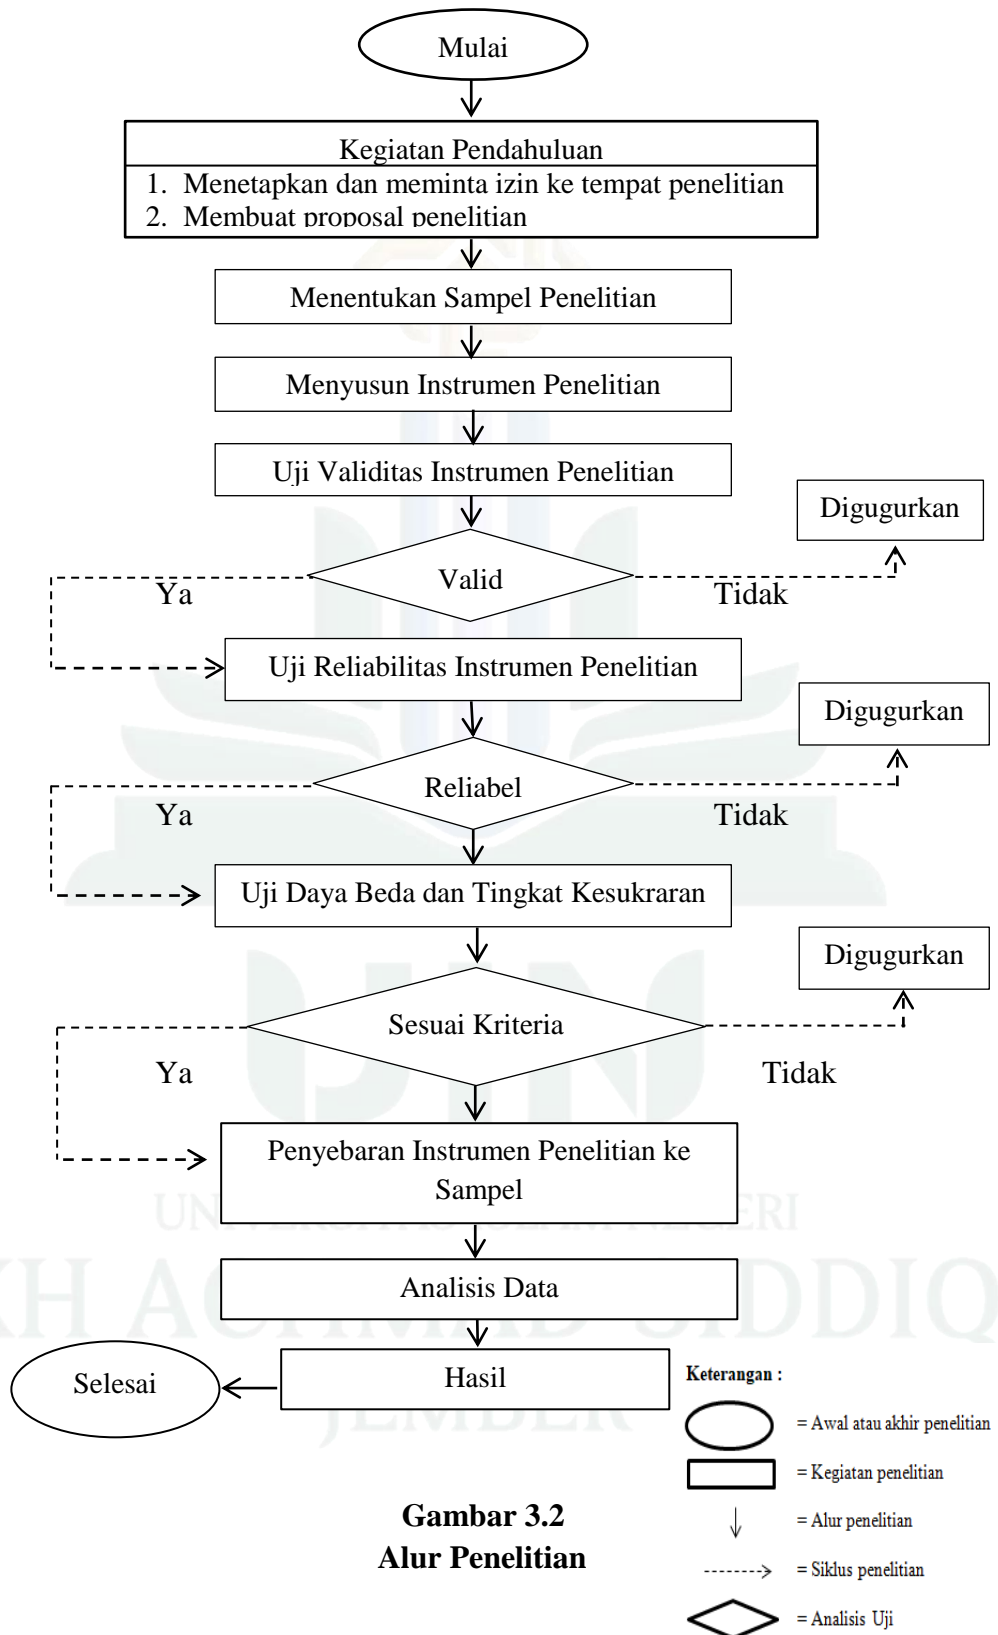 Mulai
Kegiatan Pendahuluan
1. Menetapkan dan meminta izin ke tempat penelitian
2. Membuat proposal penelitian
Menentukan Sampel Penelitian
Menyusun Instrumen Penelitian
Uji Validitas Instrumen Penelitian
Digugurkan
Valid
Ya
Tidak
Uji Reliabilitas Instrumen Penelitian
Digugurkan
Reliabel
Ya
Tidak
Uji Daya Beda dan Tingkat Kesukraran
Digugurkan
Sesuai Kriteria
Ya
Tidak
Penyebaran Instrumen Penelitian ke
Sampel
Analisis Data
Hasil
Selesai
Keterangan :
= Awal atau akhir penelitian
= Kegiatan penelitian
= Alur penelitian
= Siklus penelitian
= Analisis Uji
Gambar 3.2
Alur Penelitian
JEMBER